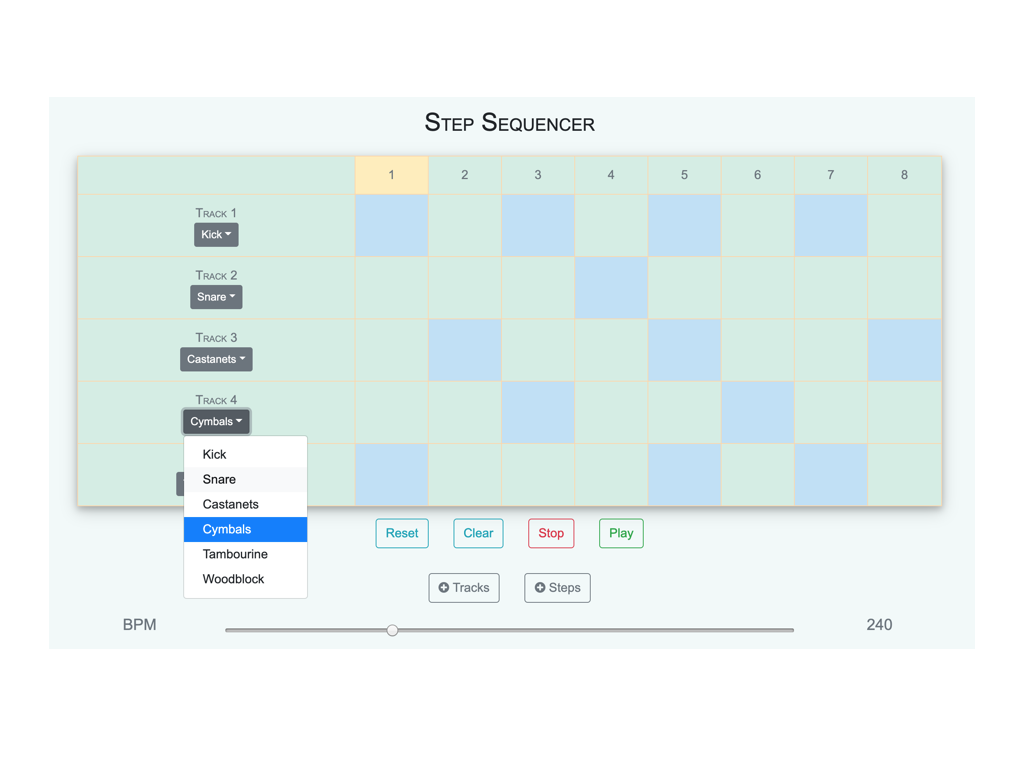 Step Sequencer
1 2 3 4 5 6 7 8
Track 1
Kick
Track 2
Snare
Track 3
Castanets
Track 4
Cymbals
Kick
Snare
Castanets
Cymbals
Tambourine
Woodblock
Reset Clear Stop Play
Tracks Steps
BPM 240